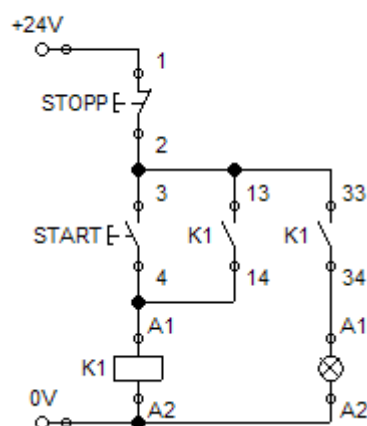 +24V
1
STOPP
2
3 13 33
START K1 K1
4 14 34
A1 A1
K1
0V A2 A2